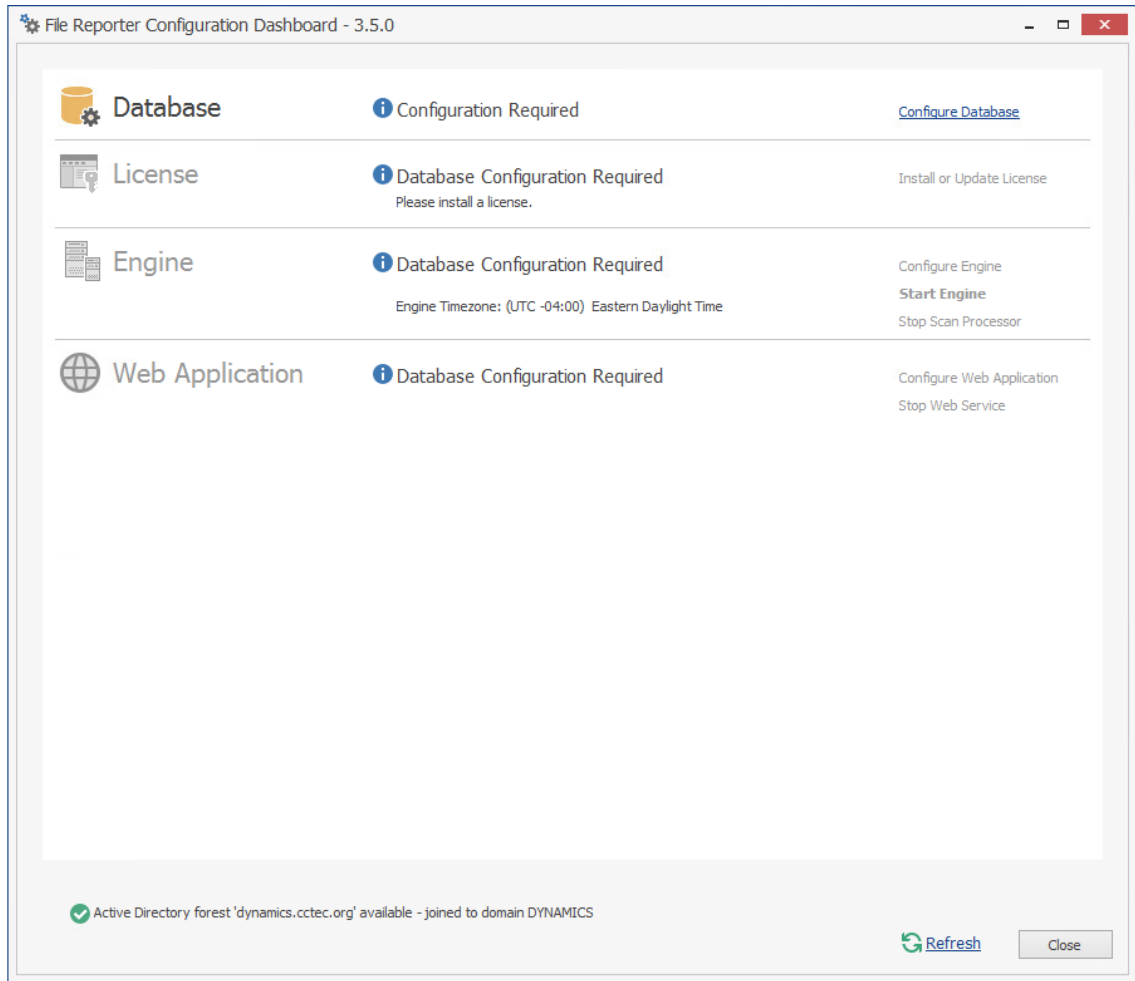 File Reporter Configuration Dashboard - 3.5.0
Database
Configuration Required
Configure Database
License
Database Configuration Required
Install or Update License
Please install a license.
Engine
Database Configuration Required
Configure Engine
Start Engine
Engine Timezone: (UTC -04:00) Eastern Daylight Time
Stop Scan Processor
Web Application
Database Configuration Required
Configure Web Application
Stop Web Service
Active Directory forest 'dynamics.cctec.org' available - joined to domain DYNAMICS
Refresh
Close